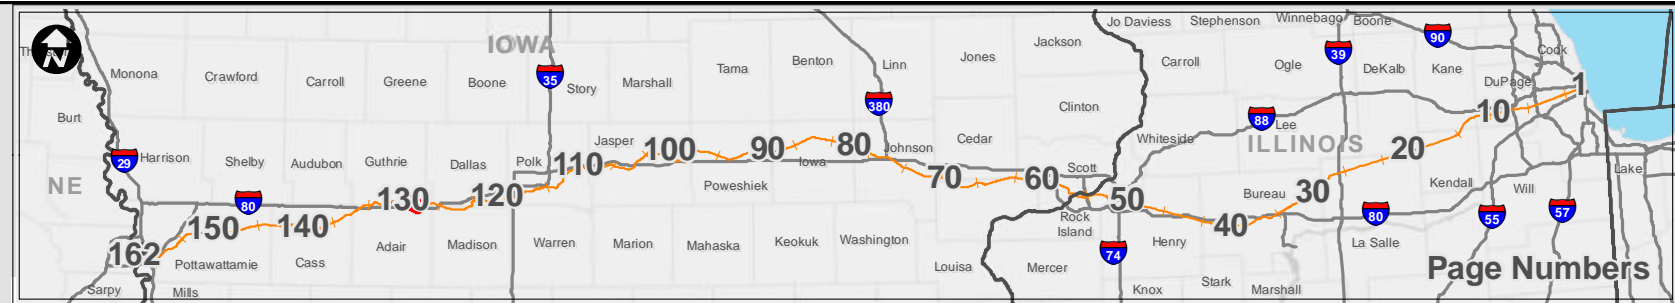 Jo Daviess Stephenson Winnebago Boone
IOWA
Th
N
Monona Crawford Carroll Greene Boone 35 Story Marshall Tama Benton Linn Jones Jackson Carroll Ogle 39 DeKalb Kane 90 Cook
DuPage
Burt
380
Clinton
88 Lee
10
1
Whiteside
ILLINOIS
29 Harrison Shelby Audubon Guthrie Dallas Polk 110 Jasper 100 90 Iowa 80 Johnson Cedar
20
NE
80
130
120
Poweshiek
70
60
Scott
50
Bureau
30
Kendall
Will
Lake
150
140
Rock
Island
40
80
55
57
162
Pottawattamie
Cass
Adair
Madison
Warren
Marion
Mahaska
Keokuk
Washington
Louisa
Mercer
74
Henry
La Salle
Page Numbers
Sarpy
Mills
Knox
Stark
Marshall